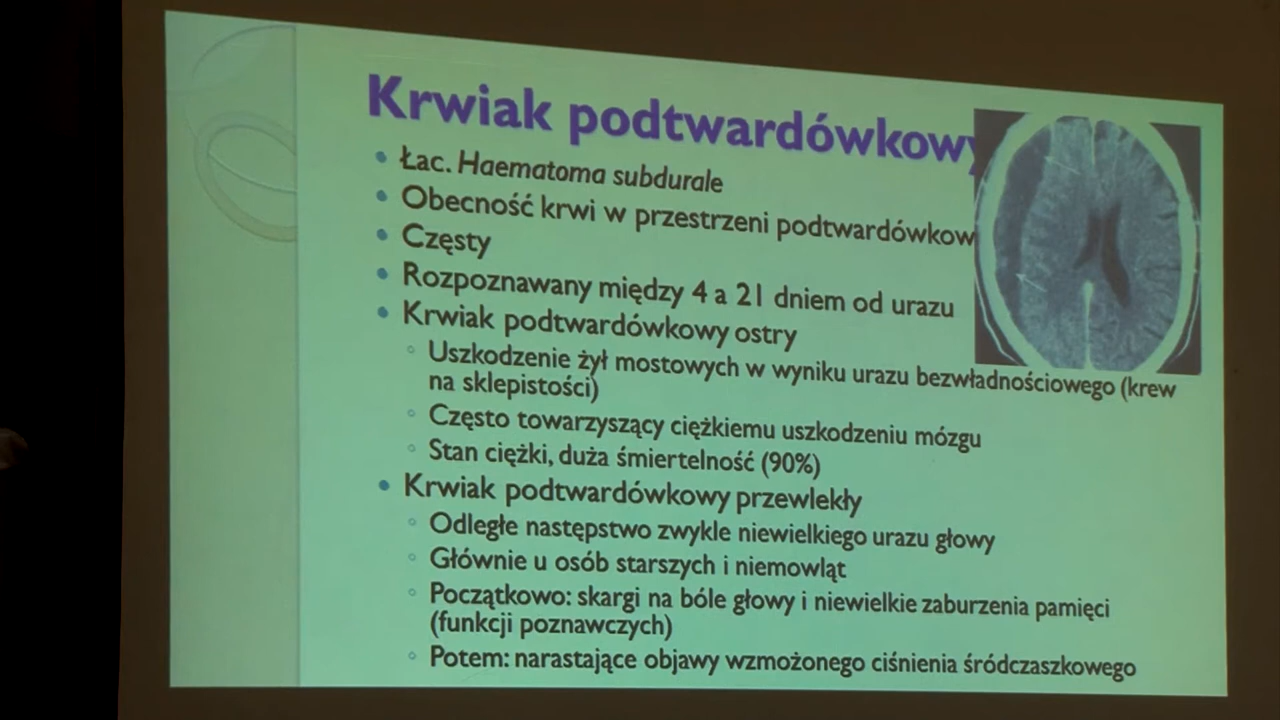 Krwiak podtwardówkowy
Łac. Haematoma subdurale
Obecność krwi w przestrzeni podtwardówkow
Częsty
Rozpoznawany między 4 a 21 dniem od urazu
Krwiak podtwardówkowy ostry
Uszkodzenie żył mostowych w wyniku urazu bezwładnościowego (krew
na sklepistości)
Często towarzyszący ciężkiemu uszkodzeniu mózgu
Stan ciężki, duża śmiertelność (90%)
Krwiak podtwardówkowy przewlekły
Odległe następstwo zwykle niewielkiego urazu głowy
Głównie u osób starszych i niemowląt
Początkowo: skargi na bóle głowy i niewielkie zaburzenia pamięci
(funkcji poznawczych)
Potem: narastające objawy wzmożonego ciśnienia śródczaszkowego